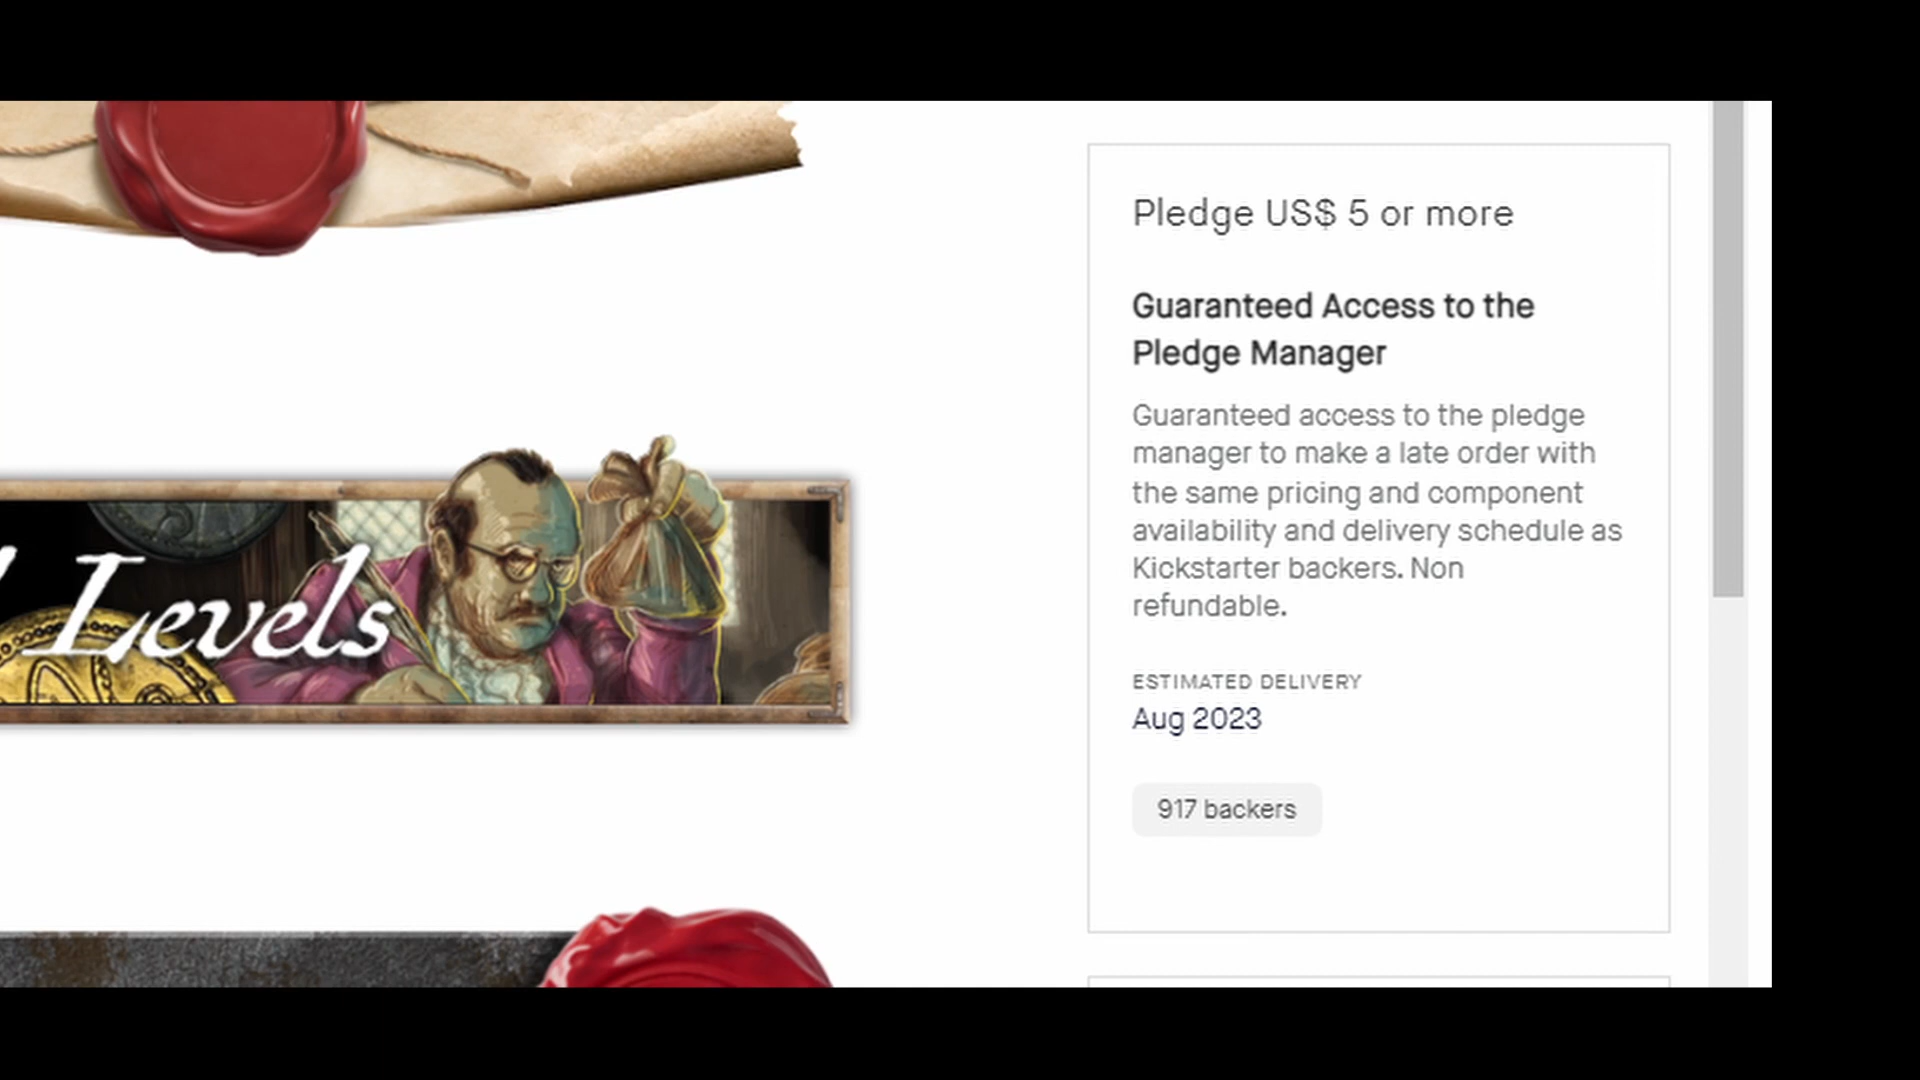 Pledge US$ 5 or more
Guaranteed Access to the
Pledge Manager
Guaranteed access to the pledge
manager to make a late order with
the same pricing and component
availability and delivery schedule as
Kickstarter backers. Non
refundable.
Levels
ESTIMATED DELIVERY
Aug 2023
917 backers